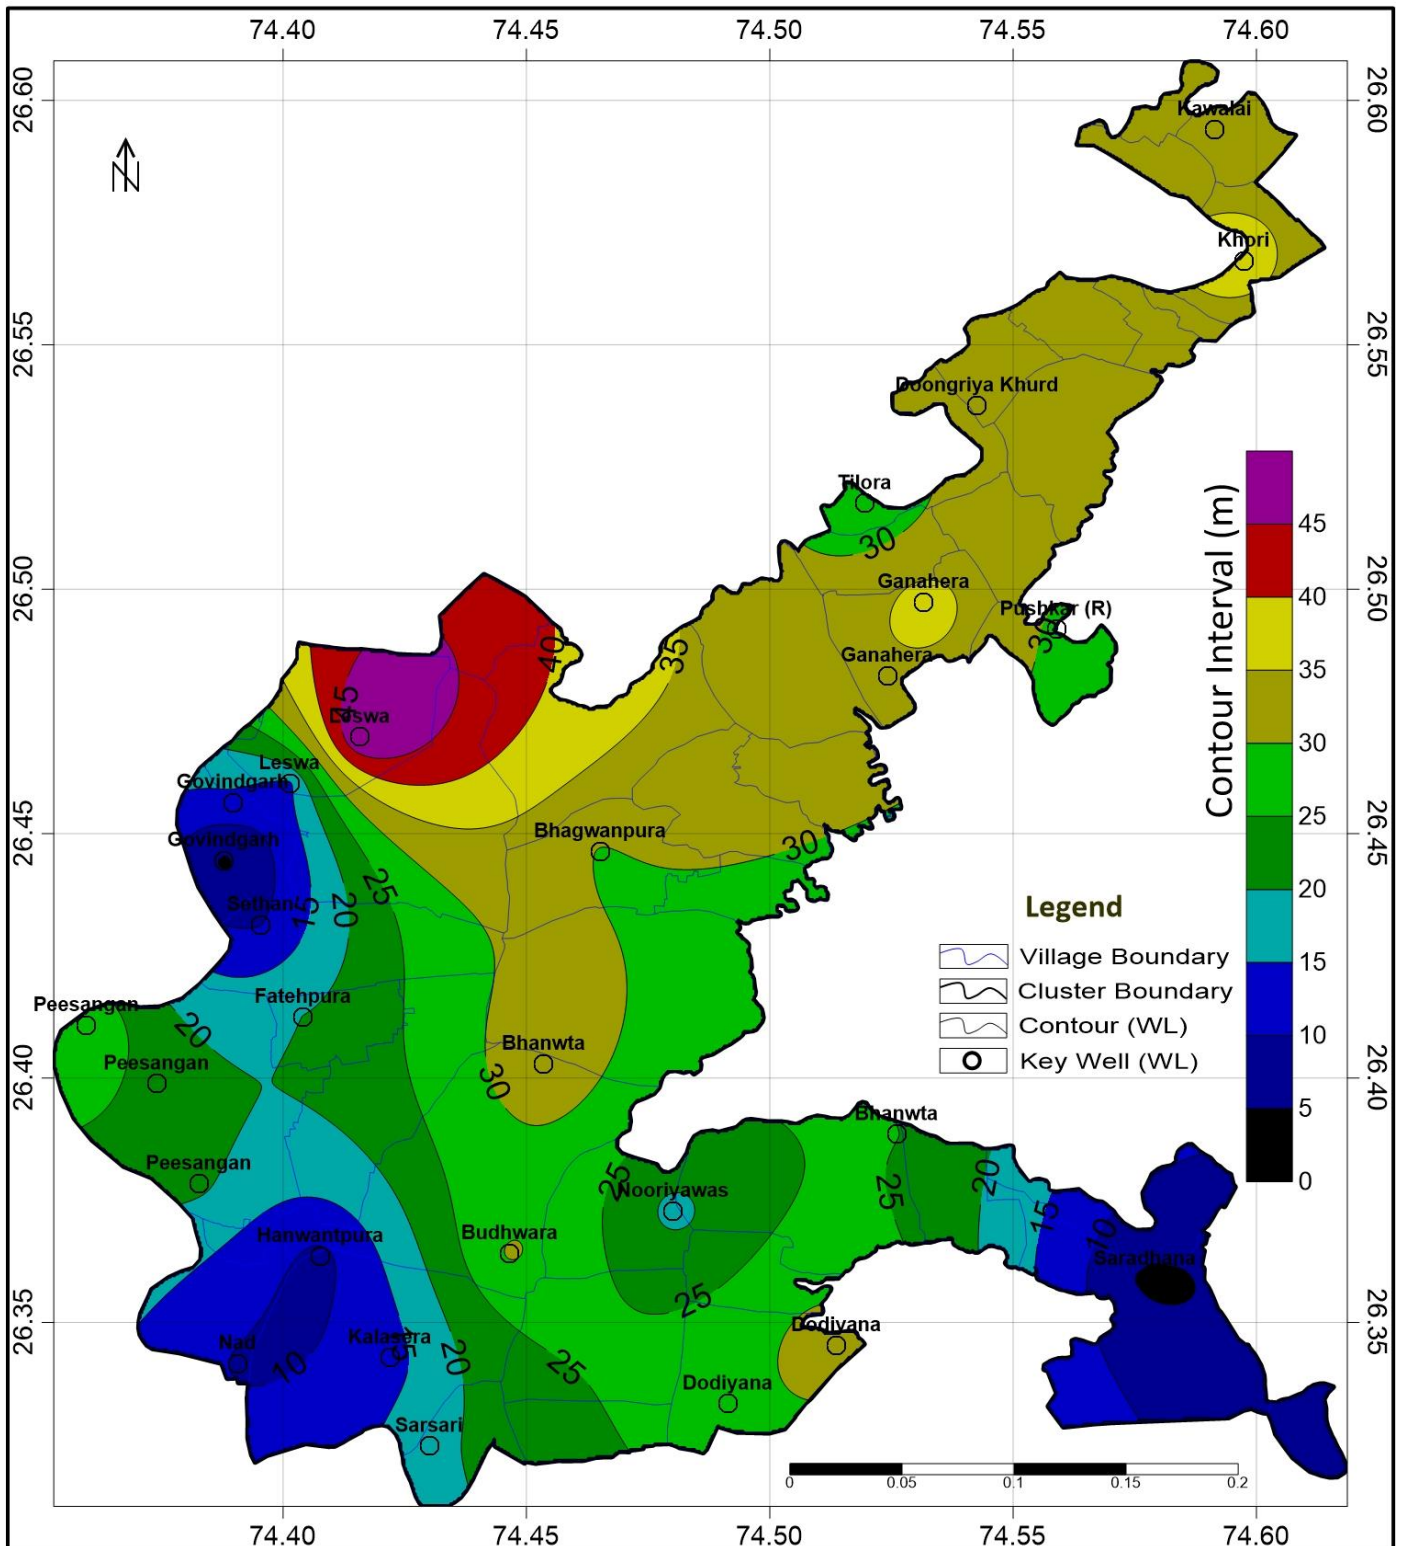 74.40 74.45 74.50 74.55 74.60
26.60 26.60
N
Kawalai
Khori
26.55 26.55
Doongriya Khurd
Tilora
30
45
Contour Interval (m)
40
35
30
25
20
15
10
5
0
26.50 26.50
Ganahera
Pushkar (R)
30
Ganahera
40
35
45
Leswa
Leswa
Govindgarh
26.45 26.45
Govindgarh
Bhagwanpura
30
Sethan
15
20
25
Legend
Village Boundary
Cluster Boundary
Contour (WL)
Key Well (WL)
Fatehpura
Peesangan
20
Bhanwta
30
Peesangan
26.40 26.40
Bhanwta
Peesangan
25
Nooriyawas
25
20
15
10
Hanwantpura
Budhwara
Saradhana
25
26.35 26.35
Dodiyana
Nad
10
Kalasera
15
20
25
Dodiyana
Sarsari
0 0.05 0.1 0.15 0.2
74.40 74.45 74.50 74.55 74.60